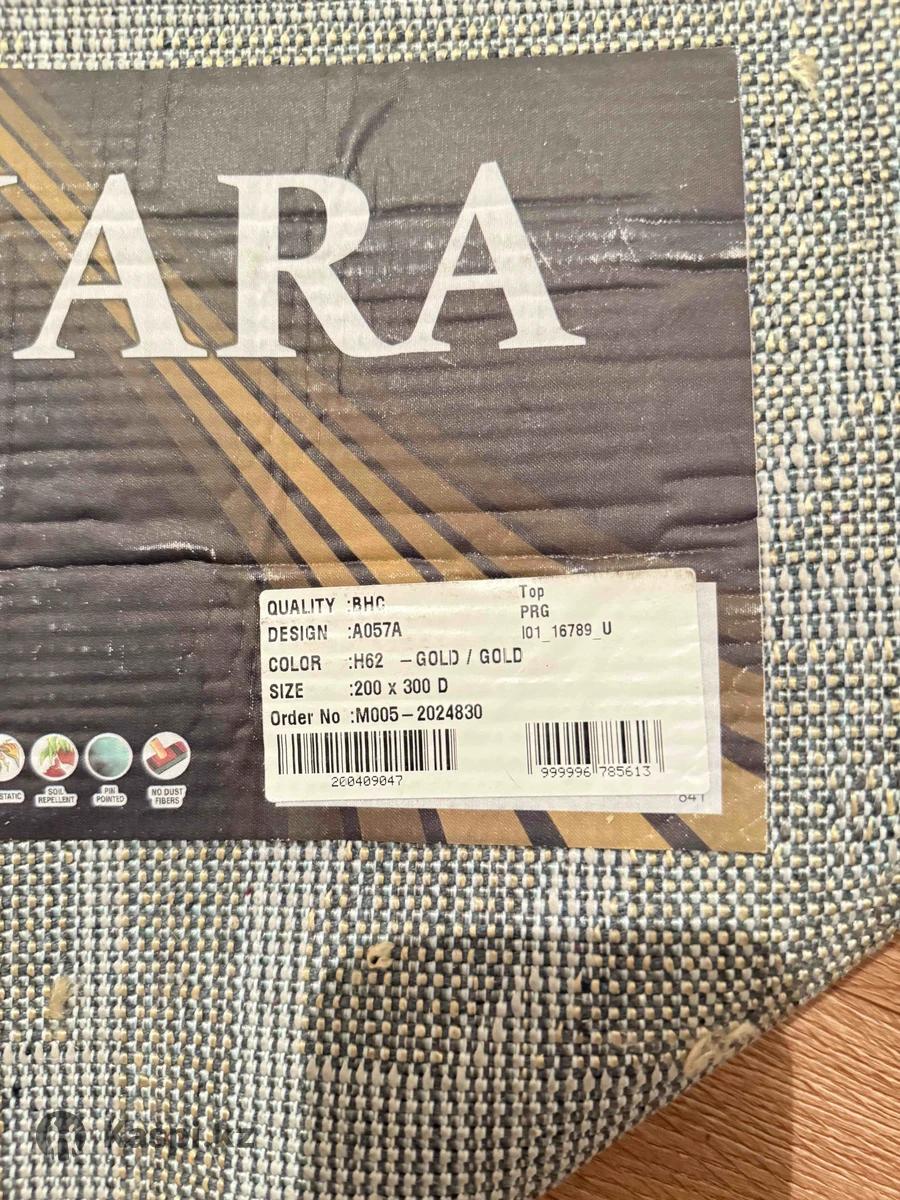 ARA
QUALITY :BHC
Top
DESIGN :A057A
PRG
I01_16789_U
COLOR :H62 -GOLD / GOLD
SIZE :200 x 300 D
Order No :M005-2024830
200409047
999996 785613
STATIC
SOIL REPELLENT
PIN POINTED
NO DUST FIBERS
Kaspi.kz